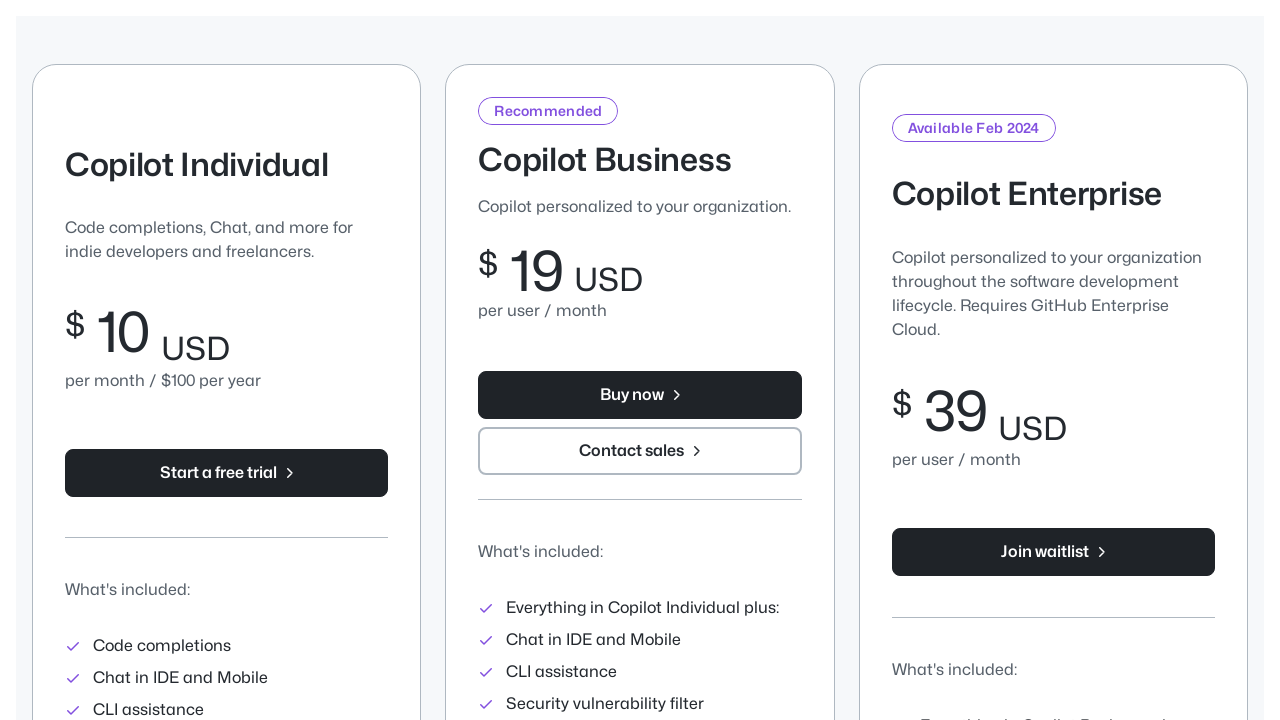 Copilot Individual
Code completions, Chat, and more for
indie developers and freelancers.
$ 10 USD
per month / $100 per year
Start a free trial
What's included:
Code completions
Chat in IDE and Mobile
CLI assistance
Recommended
Copilot Business
Copilot personalized to your organization.
$ 19 USD
per user / month
Buy now
Contact sales
What's included:
Everything in Copilot Individual plus:
Chat in IDE and Mobile
CLI assistance
Security vulnerability filter
Available Feb 2024
Copilot Enterprise
Copilot personalized to your organization
throughout the software development
lifecycle. Requires GitHub Enterprise
Cloud.
$ 39 USD
per user / month
Join waitlist
What's included: